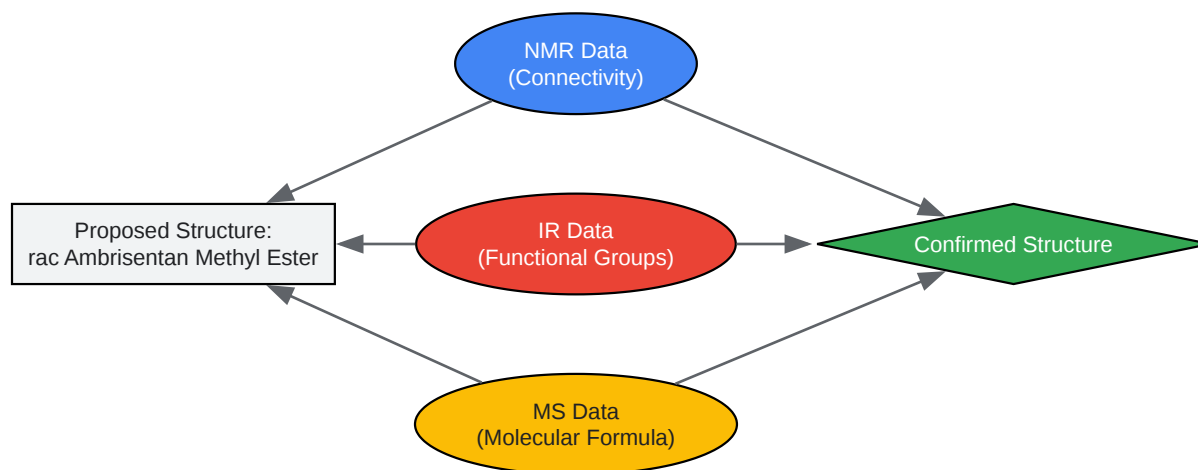 NMR Data
(Connectivity)
Proposed Structure:
rac Ambrisentan Methyl Ester
IR Data
(Functional Groups)
Confirmed Structure
MS Data
(Molecular Formula)